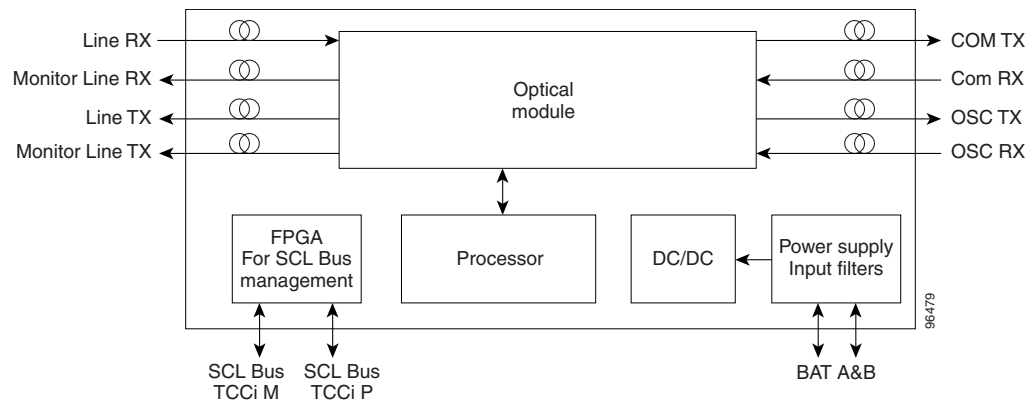 Line RX
COM TX
Monitor Line RX
Com RX
Optical
module
Line TX
OSC TX
Monitor Line TX
OSC RX
FPGA
For SCL Bus
management
Processor
DC/DC
Power supply
Input filters
96479
SCL Bus
TCCi M
SCL Bus
TCCi P
BAT A&B